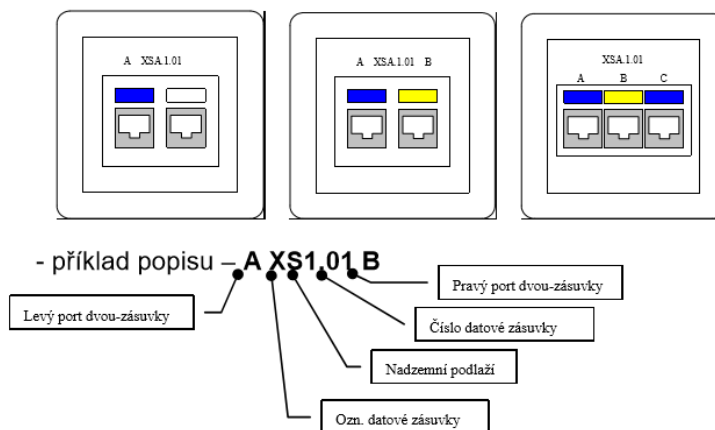 A XSA.1.01
A XSA.1.01 B
XSA.1.01
A B C
- příklad popisu – A XS1.01 B
Pravý port dvou-zásuvky
Levý port dvou-zásuvky
Číslo datové zásuvky
Nadzemní podlaží
Ozn. datové zásuvky